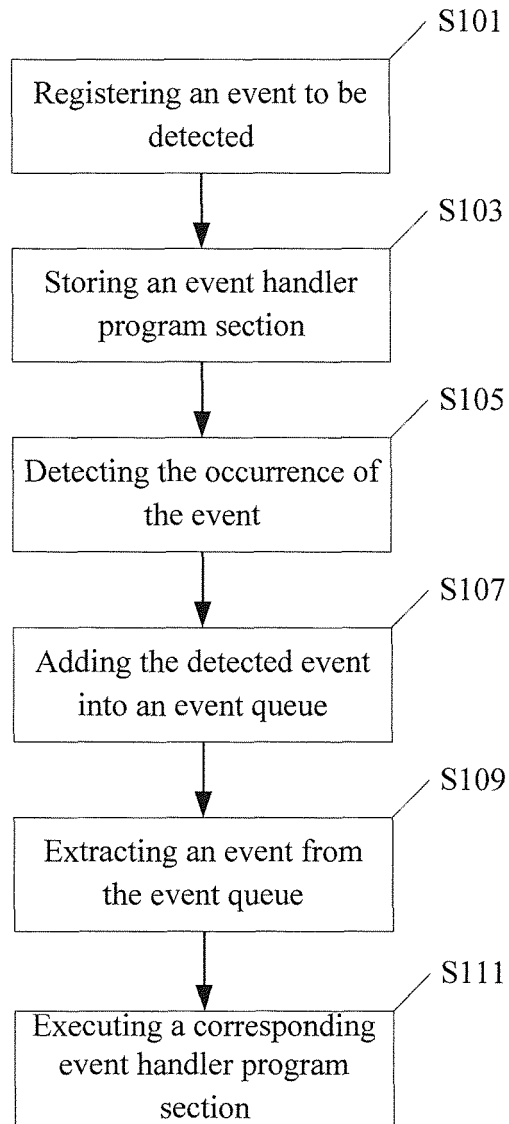 S101
Registering an event to be
detected
S103
Storing an event handler
program section
S105
Detecting the occurrence of
the event
S107
Adding the detected event
into an event queue
S109
Extracting an event from
the event queue
S111
Executing a corresponding
event handler program
section